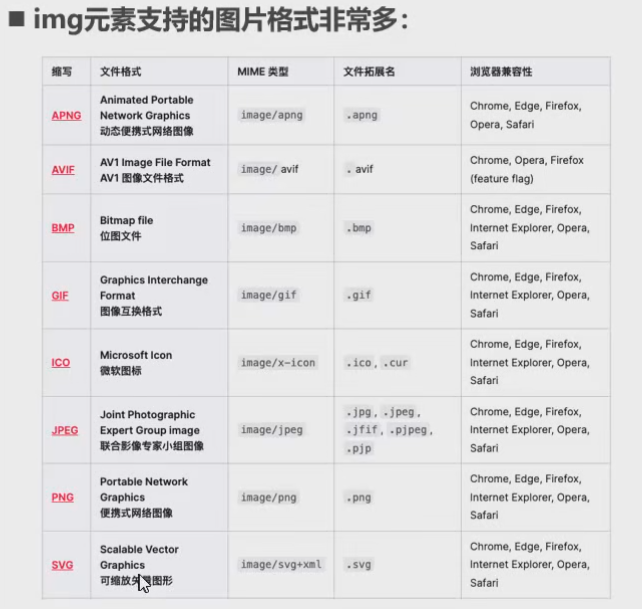 ■ img元素支持的图片格式非常多：
缩写 文件格式 MIME 类型 文件拓展名 浏览器兼容性
APNG
Animated Portable
Network Graphics
动态便携式网络图像
image/apng
.apng
Chrome, Edge, Firefox,
Opera, Safari
AVIF
AV1 Image File Format
AV1 图像文件格式
image/ avif
. avif
Chrome, Opera, Firefox
(feature flag)
BMP
Bitmap file
位图文件
image/bmp
.bmp
Chrome, Edge, Firefox,
Internet Explorer, Opera,
Safari
GIF
Graphics Interchange
Format
图像互换格式
image/gif
.gif
Chrome, Edge, Firefox,
Internet Explorer, Opera,
Safari
ICO
Microsoft Icon
微软图标
image/x-icon
.ico, .cur
Chrome, Edge, Firefox,
Internet Explorer, Opera,
Safari
JPEG
Joint Photographic
Expert Group image
联合影像专家小组图像
image/jpeg
.jpg, .jpeg,
.jfif, .pjpeg,
.pjp
Chrome, Edge, Firefox,
Internet Explorer, Opera,
Safari
PNG
Portable Network
Graphics
便携式网络图像
image/png
.png
Chrome, Edge, Firefox,
Internet Explorer, Opera,
Safari
SVG
Scalable Vector
Graphics
可缩放矢量图形
image/svg+xml
.svg
Chrome, Edge, Firefox,
Internet Explorer, Opera,
Safari